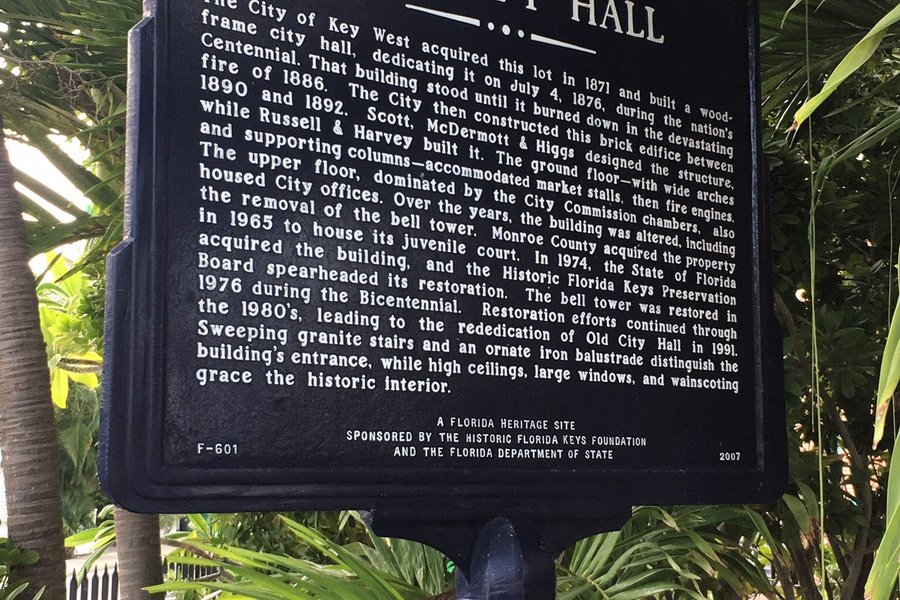 HALL
The City of Key West acquired this lot in 1871 and built a wood-
frame city hall, dedicating it on July 4, 1876, during the nation's
Centennial. That building stood until it burned down in the devastating
fire of 1886. The City then constructed this brick edifice between
1890 and 1892. Scott, McDermott & Higgs designed the structure,
while Russell & Harvey built it. The ground floor—with wide arches
and supporting columns—accommodated market stalls, then fire engines.
The upper floor, dominated by the City Commission chambers, also
housed City offices. Over the years, the building was altered, including
the removal of the bell tower. Monroe County acquired the property
in 1965 to house its juvenile court. In 1974, the State of Florida
acquired the building, and the Historic Florida Keys Preservation
Board spearheaded its restoration. The bell tower was restored in
1976 during the Bicentennial. Restoration efforts continued through
the 1980's, leading to the rededication of Old City Hall in 1991.
Sweeping granite stairs and an ornate iron balustrade distinguish the
building's entrance, while high ceilings, large windows, and wainscoting
grace the historic interior.
A FLORIDA HERITAGE SITE
SPONSORED BY THE HISTORIC FLORIDA KEYS FOUNDATION
AND THE FLORIDA DEPARTMENT OF STATE
F-601
2007